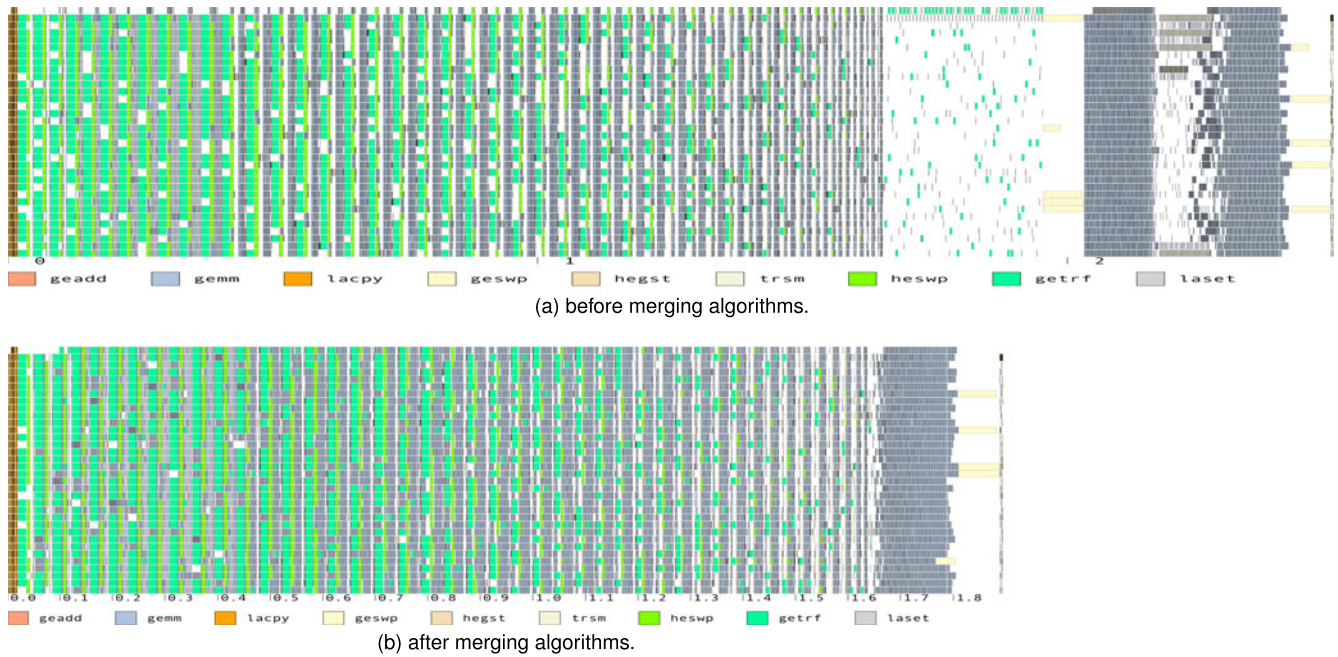 0 1 2
geadd gemm lacpy geswp hegst trsm heswp getrf laset
(a) before merging algorithms.
0.0 0.1 0.2 0.3 0.4 0.5 0.6 0.7 0.8 0.9 1.0 1.1 1.2 1.3 1.4 1.5 1.6 1.7 1.8
geadd gemm lacpy geswp hegst trsm heswp getrf laset
(b) after merging algorithms.